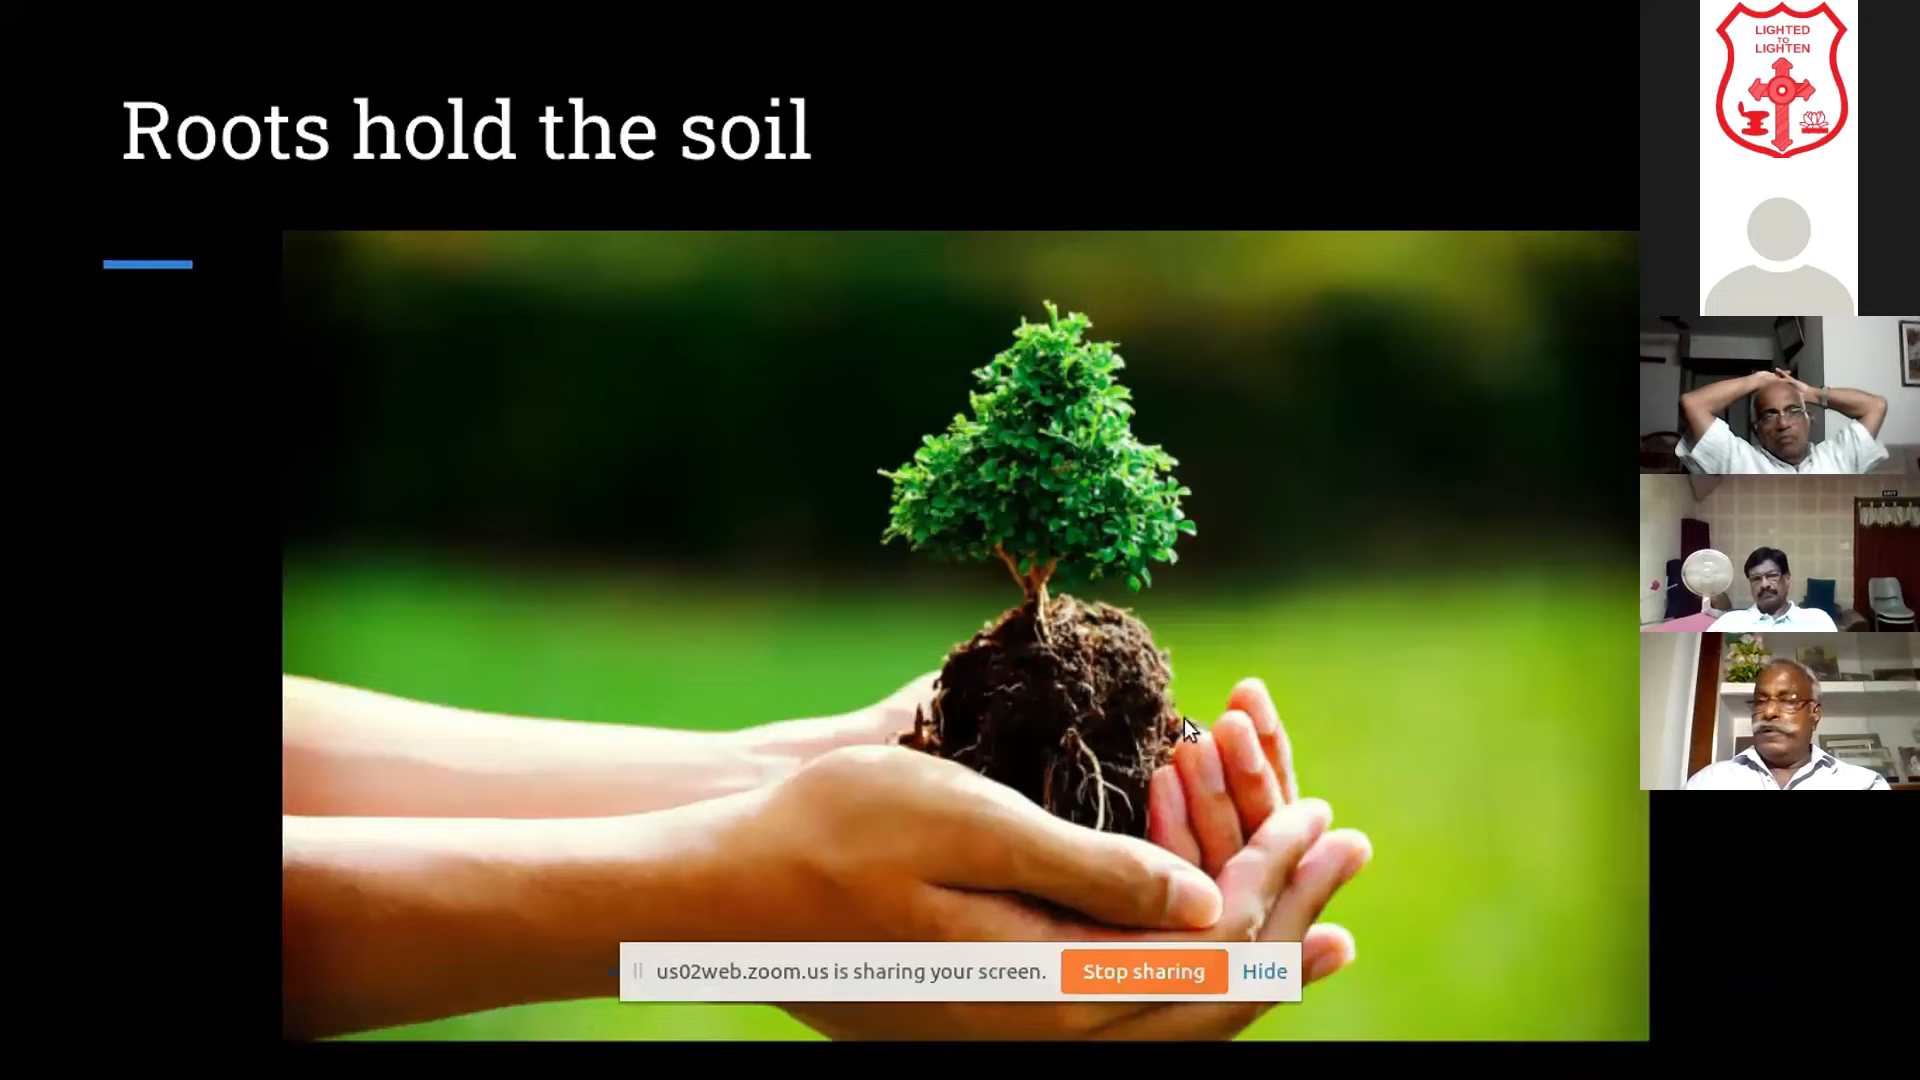 Roots hold the soil
LIGHTED
TO
LIGHTEN
us02web.zoom.us is sharing your screen.
Stop sharing
Hide